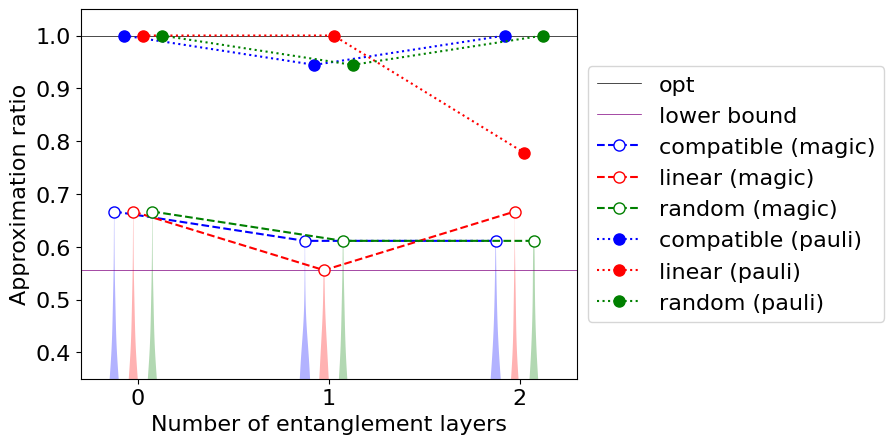 1.0
0.9
0.8
0.7
0.6
0.5
0.4
Approximation ratio
0 1 2
Number of entanglement layers
opt
lower bound
compatible (magic)
linear (magic)
random (magic)
compatible (pauli)
linear (pauli)
random (pauli)